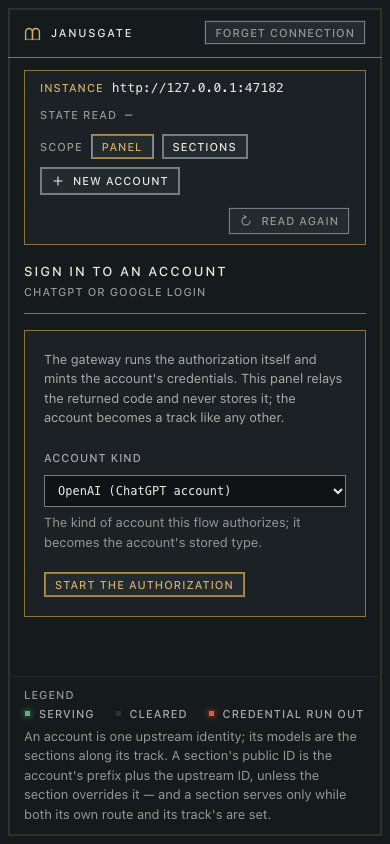 JANUSGATE FORGET CONNECTION
INSTANCE http://127.0.0.1:47182
STATE READ —
SCOPE PANEL SECTIONS
+ NEW ACCOUNT
READ AGAIN
SIGN IN TO AN ACCOUNT
CHATGPT OR GOOGLE LOGIN
The gateway runs the authorization itself and
mints the account's credentials. This panel relays
the returned code and never stores it; the
account becomes a track like any other.
ACCOUNT KIND
OpenAI (ChatGPT account)
The kind of account this flow authorizes; it
becomes the account's stored type.
START THE AUTHORIZATION
LEGEND
SERVING CLEARED CREDENTIAL RUN OUT
An account is one upstream identity; its models are the
sections along its track. A section's public ID is the
account's prefix plus the upstream ID, unless the
section overrides it — and a section serves only while
both its own route and its track's are set.